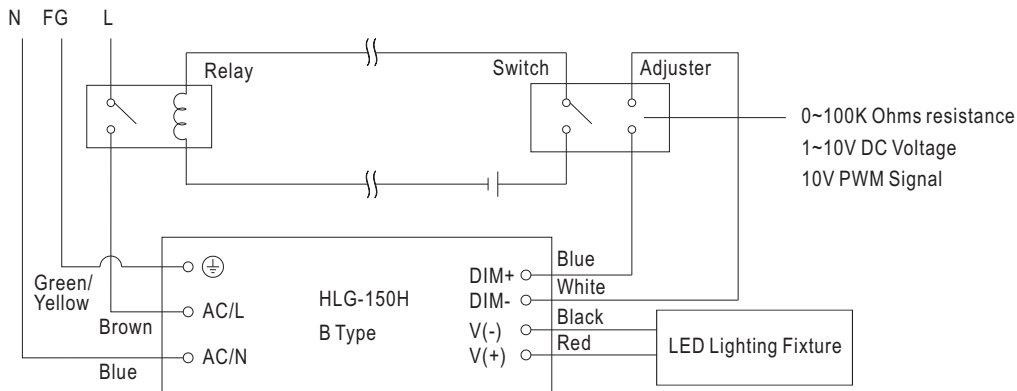 N FG L
Relay
Switch
Adjuster
0~100K Ohms resistance
1~10V DC Voltage
10V PWM Signal
Green/
Yellow
Brown
Blue
AC/L
AC/N
HLG-150H
B Type
DIM+
DIM-
V(-)
V(+)
Blue
White
Black
Red
LED Lighting Fixture